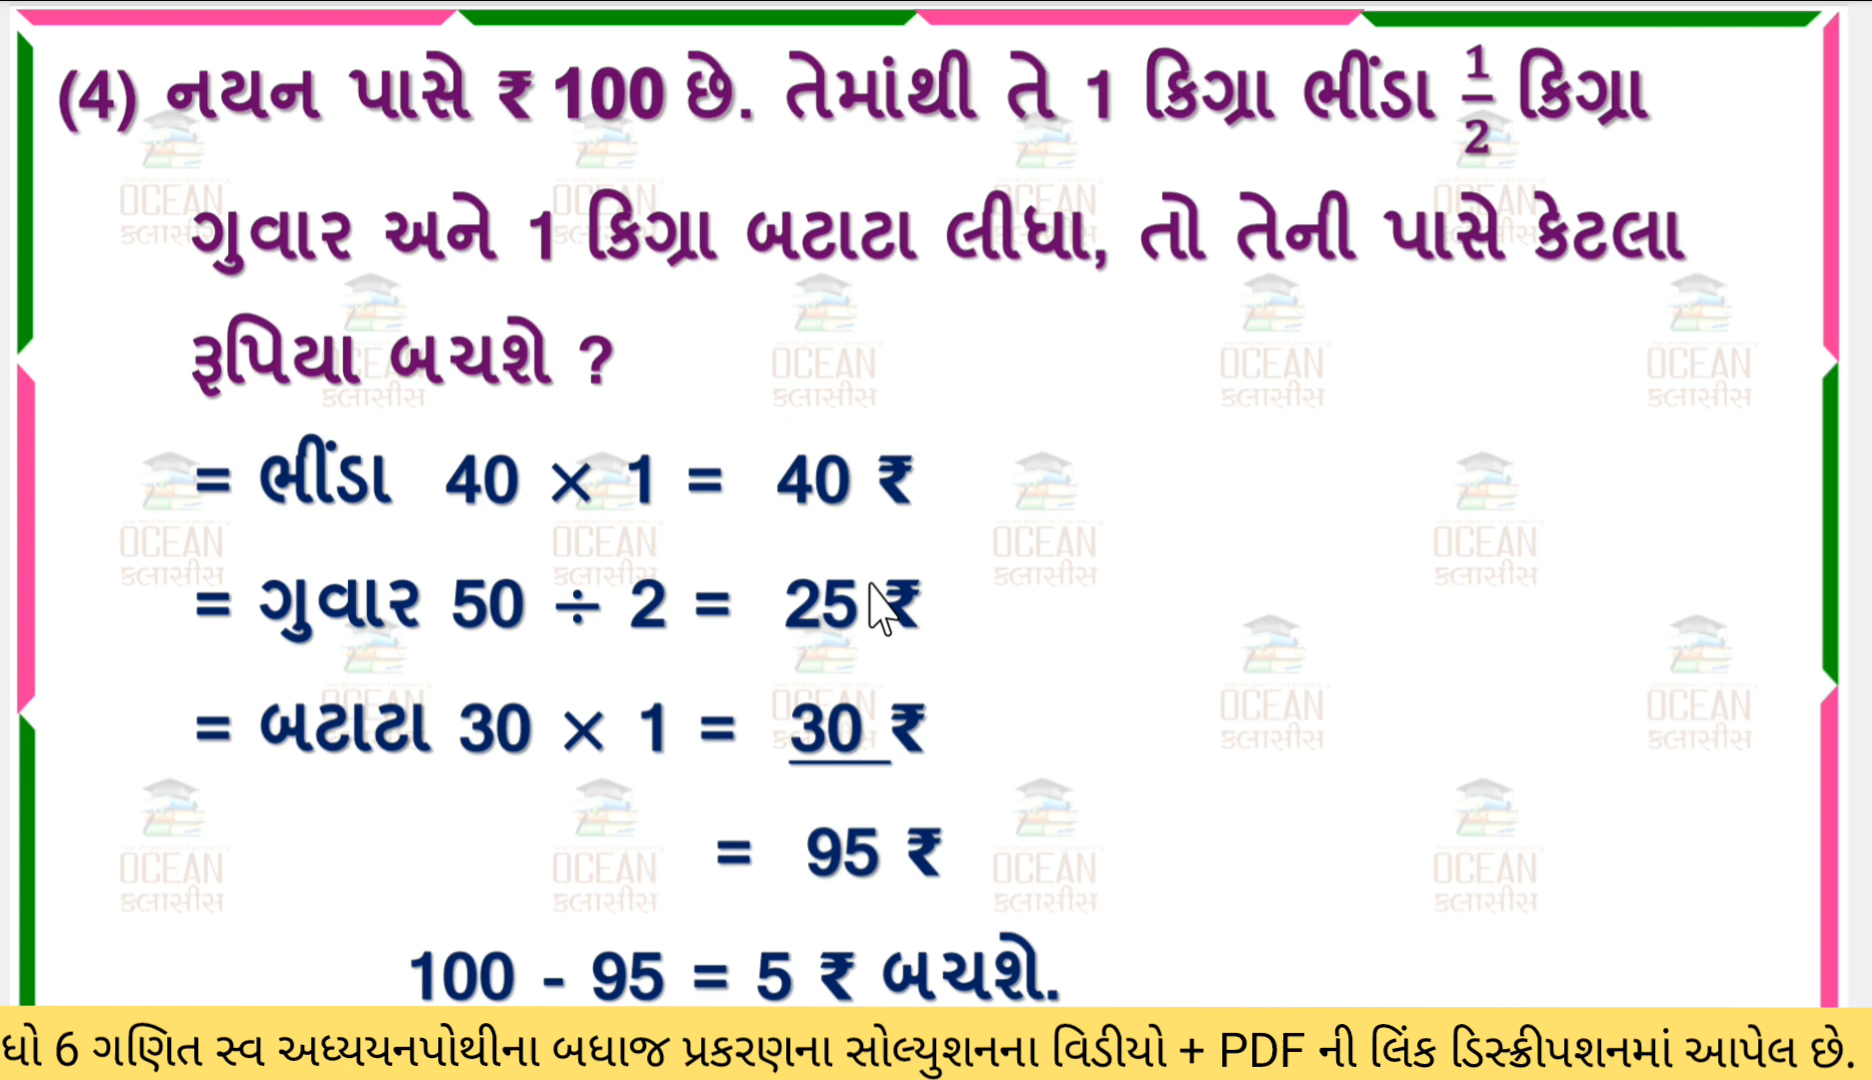 (4) નયન પાસે ₹ 100 છે. તેમાંથી તે 1 કિગ્રા ભીંડા 1/2 કિગ્રા
ગુવાર અને 1 કિગ્રા બટાટા લીધા, તો તેની પાસે કેટલા
રૂપિયા બચશે ?
= ભીંડા 40 × 1 = 40 ₹
= ગુવાર 50 ÷ 2 = 25 ₹
= બટાટા 30 × 1 = 30 ₹
= 95 ₹
100 - 95 = 5 ₹ બચશે.
ધો 6 ગણિત સ્વ અધ્યયનપોથીના બધાજ પ્રકરણના સોલ્યુશનના વિડીયો + PDF ની લિંક ડિસ્ક્રીપશનમાં આપેલ છે.
OCEAN
ક્લાસીસ